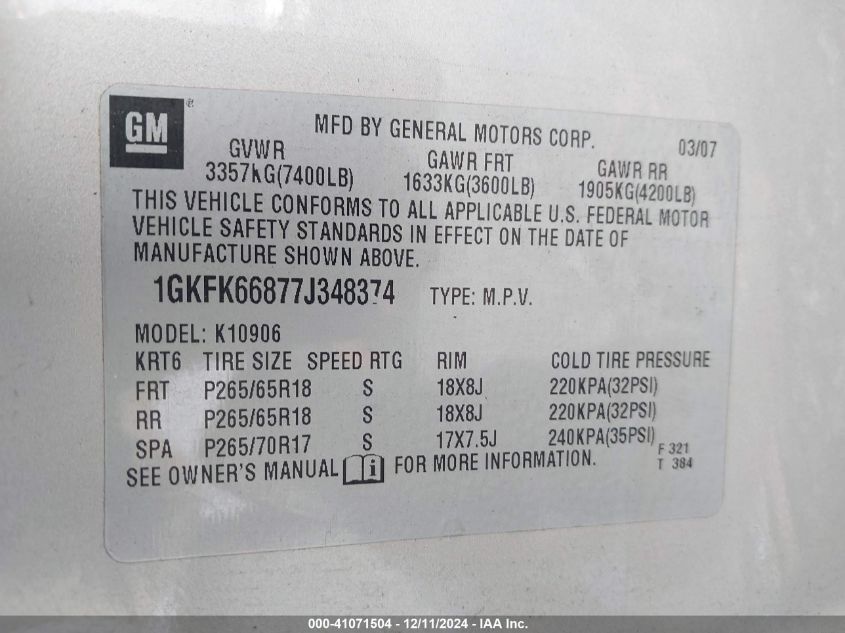 GM
®
MFD BY GENERAL MOTORS CORP. 03/07
GVWR GAWR FRT GAWR RR
3357KG(7400LB) 1633KG(3600LB) 1905KG(4200LB)
THIS VEHICLE CONFORMS TO ALL APPLICABLE U.S. FEDERAL MOTOR
VEHICLE SAFETY STANDARDS IN EFFECT ON THE DATE OF
MANUFACTURE SHOWN ABOVE.
1GKFK66877J348374 TYPE: M.P.V.
MODEL: K10906
KRT6 TIRE SIZE SPEED RTG RIM COLD TIRE PRESSURE
FRT P265/65R18 S 18X8J 220KPA(32PSI)
RR P265/65R18 S 18X8J 220KPA(32PSI)
SPA P265/70R17 S 17X7.5J 240KPA(35PSI)
F 321
SEE OWNER'S MANUAL i FOR MORE INFORMATION. T 384
000-41071504 - 12/11/2024 - IAA Inc.